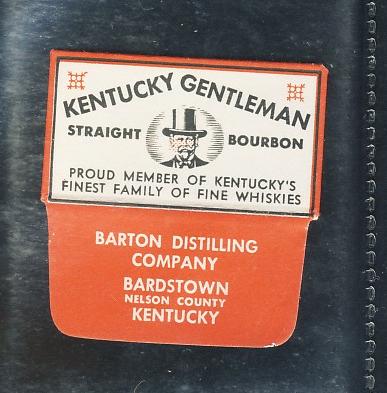 KENTUCKY GENTLEMAN
STRAIGHT BOURBON
PROUD MEMBER OF KENTUCKY'S
FINEST FAMILY OF FINE WHISKIES
BARTON DISTILLING
COMPANY
BARDSTOWN
NELSON COUNTY
KENTUCKY